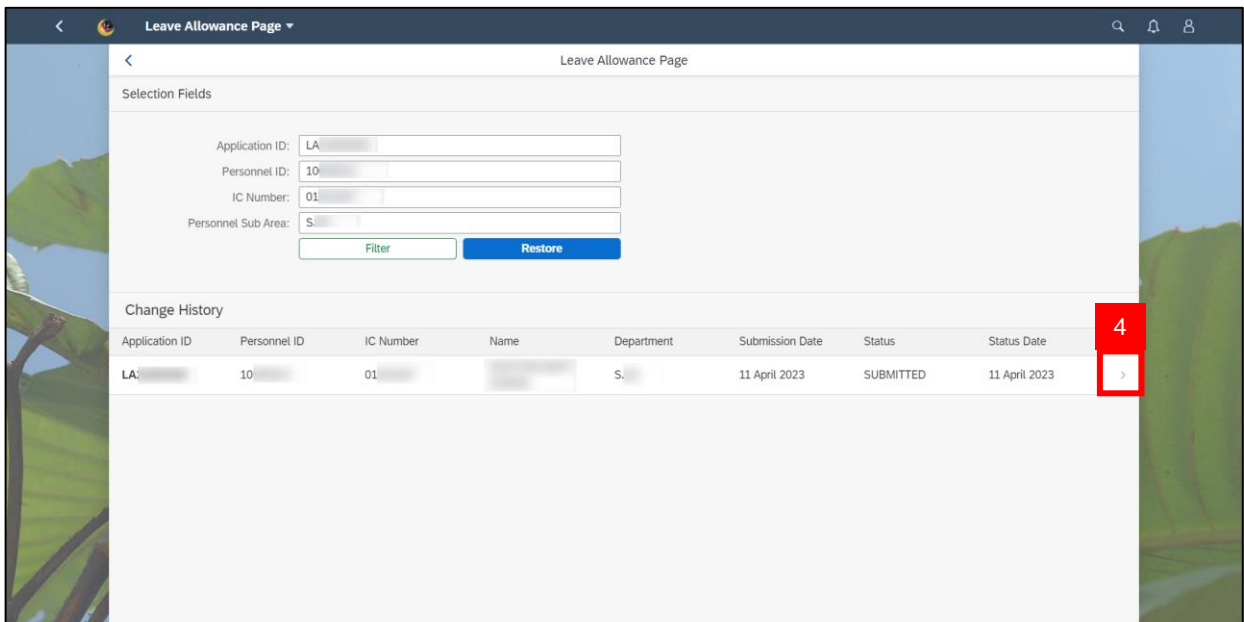 Leave Allowance Page
Leave Allowance Page
Selection Fields
Application ID: LA
Personnel ID: 10
IC Number: 01
Personnel Sub Area: S.
Filter Restore
Change History
4
Application ID Personnel ID IC Number Name Department Submission Date Status Status Date
LA 10 01 S. 11 April 2023 SUBMITTED 11 April 2023